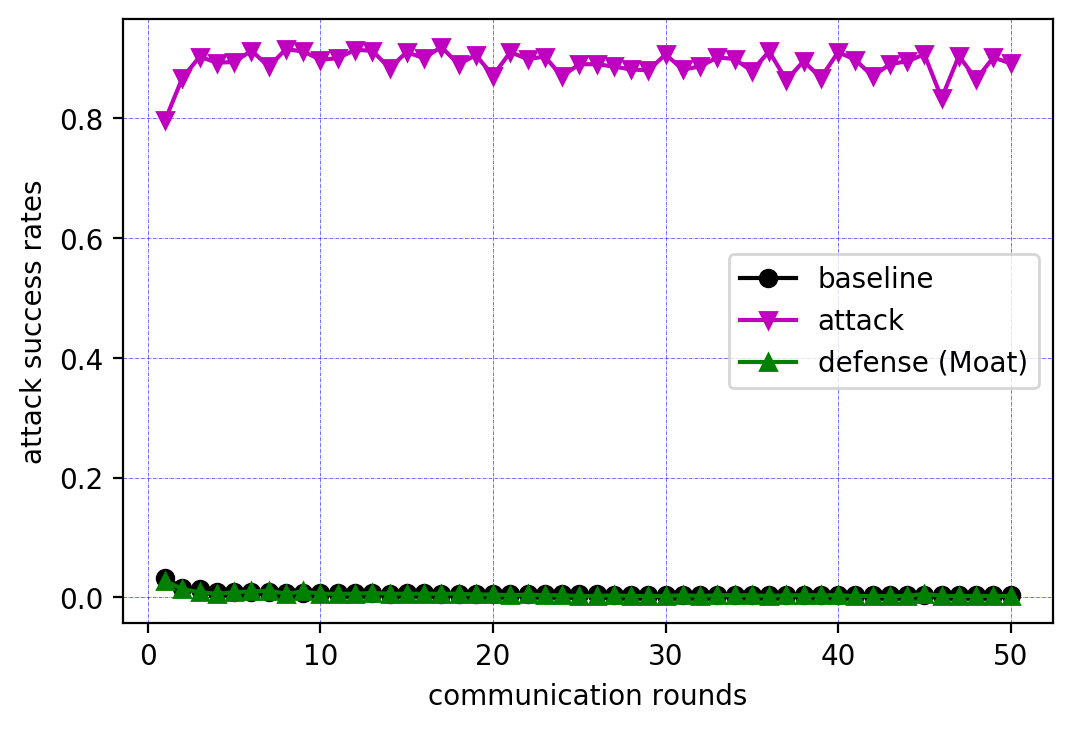 attack success rates
0.8
0.6
0.4
0.2
0.0
baseline
attack
defense (Moat)
0 10 20 30 40 50
communication rounds